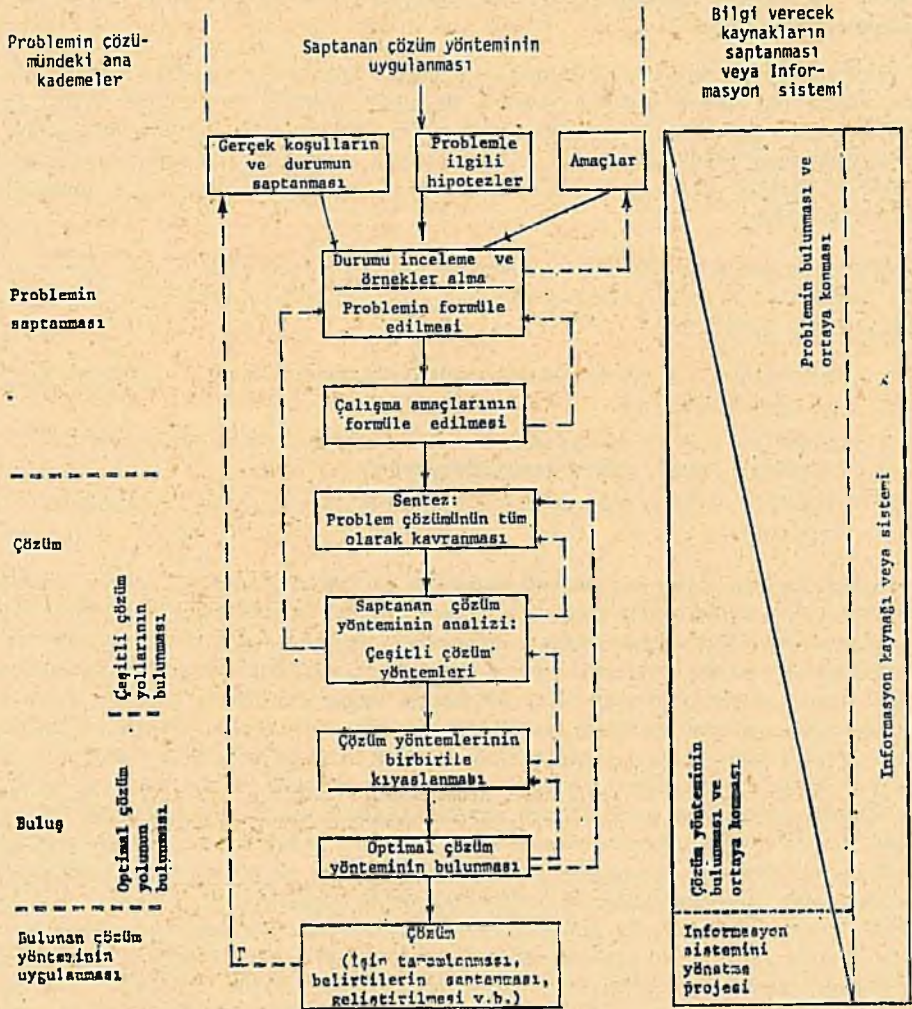 Problemin çözü-
mündeki ana
kademeler
Saptanan çözüm yönteminin
uygulanması
Bilgi verecek
kaynakların
saptanması
veya Infor-
masyon sistemi
Gerçek koşulların
ve durumun
saptanması
Problemle
ilgili
hipotezler
Amaçlar
Problemin
saptanması
Durumu inceleme ve
örnekler alma
Problemin formüle
edilmesi
Çalışma amaçlarının
formüle edilmesi
Çözüm
Sentez:
Problem çözümünün tüm
olarak kavranması
Çeşitli çözüm
yollarının
bulunması
Saptanan çözüm
yönteminin analizi:
Çeşitli çözüm
yöntemleri
Çözüm yöntemlerinin
birbirile
kıyaslanması
Buluş
Optimal çözüm
yolunun
bulunması
Optimal çözüm
yönteminin bulunması
Bulunan çözüm
yönteminin
uygulanması
Çözüm
(İşin tanımlanması,
belirtilerin saptanması,
geliştirilmesi v.b.)
Problemin bulunması ve
ortaya konması
Çözüm yönteminin
bulunması ve
ortaya konması
Informasyon kaynağı veya sistemi
Informasyon
sistemini
yönetme
projesi